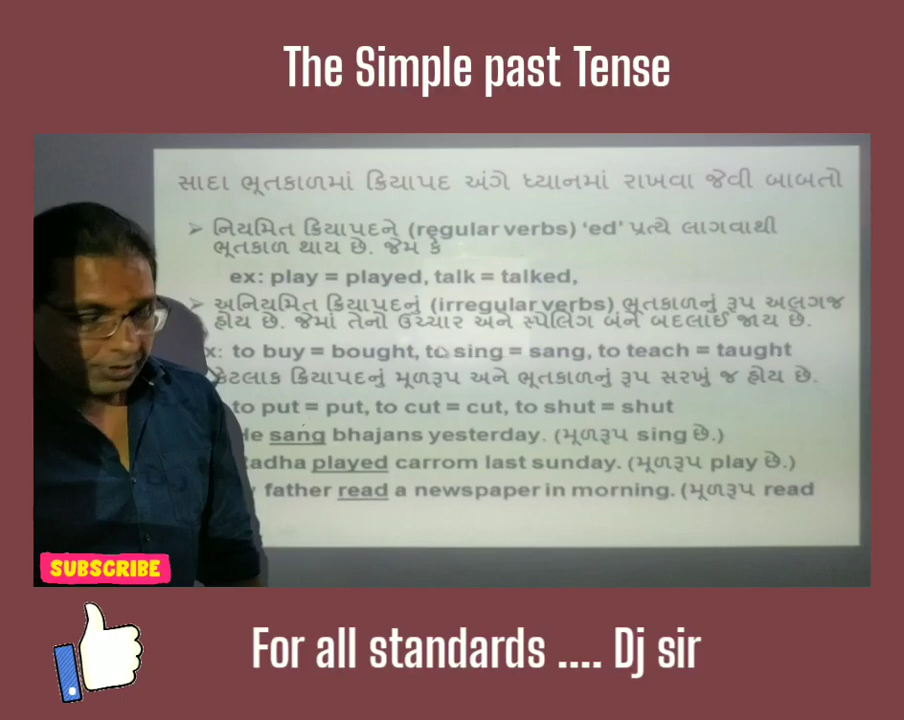 The Simple past Tense
સાદા ભૂતકાળમાં ક્રિયાપદ અંગે ધ્યાનમાં રાખવા જેવી બાબતો
➢ નિયમિત ક્રિયાપદને (regular verbs) 'ed' પ્રત્યે લાગવાથી
ભૂતકાળ થાય છે. જેમ કે
ex: play = played, talk = talked,
➢ અનિયમિત ક્રિયાપદનું (irregular verbs) ભૂતકાળનું રૂપ અલગજ
હોય છે. જેમાં તેનો ઉચ્ચાર અને સ્પેલિંગ બંને બદલાઈ જાય છે.
x: to buy = bought, to sing = sang, to teach = taught
કેટલાક ક્રિયાપદનું મૂળરૂપ અને ભૂતકાળનું રૂપ સરખું જ હોય છે.
to put = put, to cut = cut, to shut = shut
He sang bhajans yesterday. (મૂળરૂપ sing છે.)
adha played carrom last sunday. (મૂળરૂપ play છે.)
father read a newspaper in morning. (મૂળરૂપ read
SUBSCRIBE
For all standards .... Dj sir